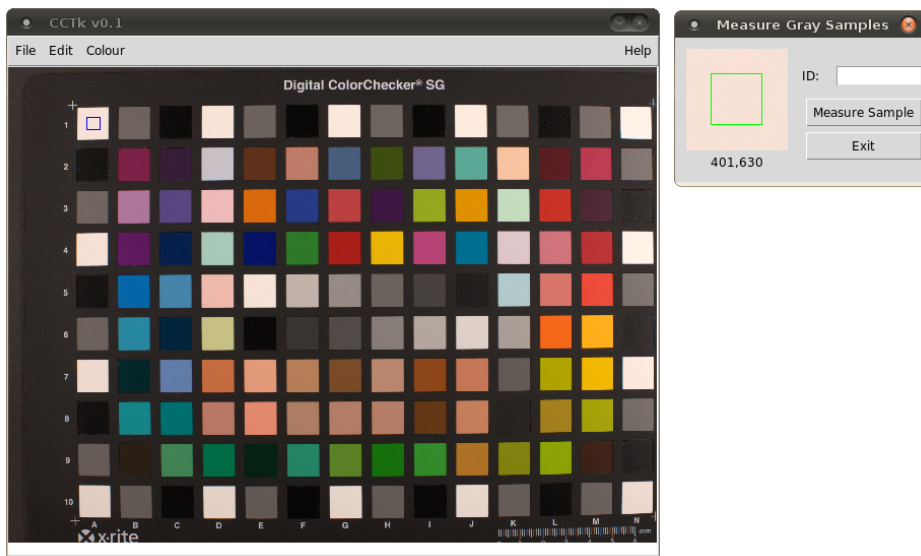 CCTk v0.1
File Edit Colour Help
Digital ColorChecker® SG
1
2
3
4
5
6
7
8
9
10
A B C D E F G H I J K L M N
x·rite
mm
Measure Gray Samples
ID:
Measure Sample
Exit
401,630